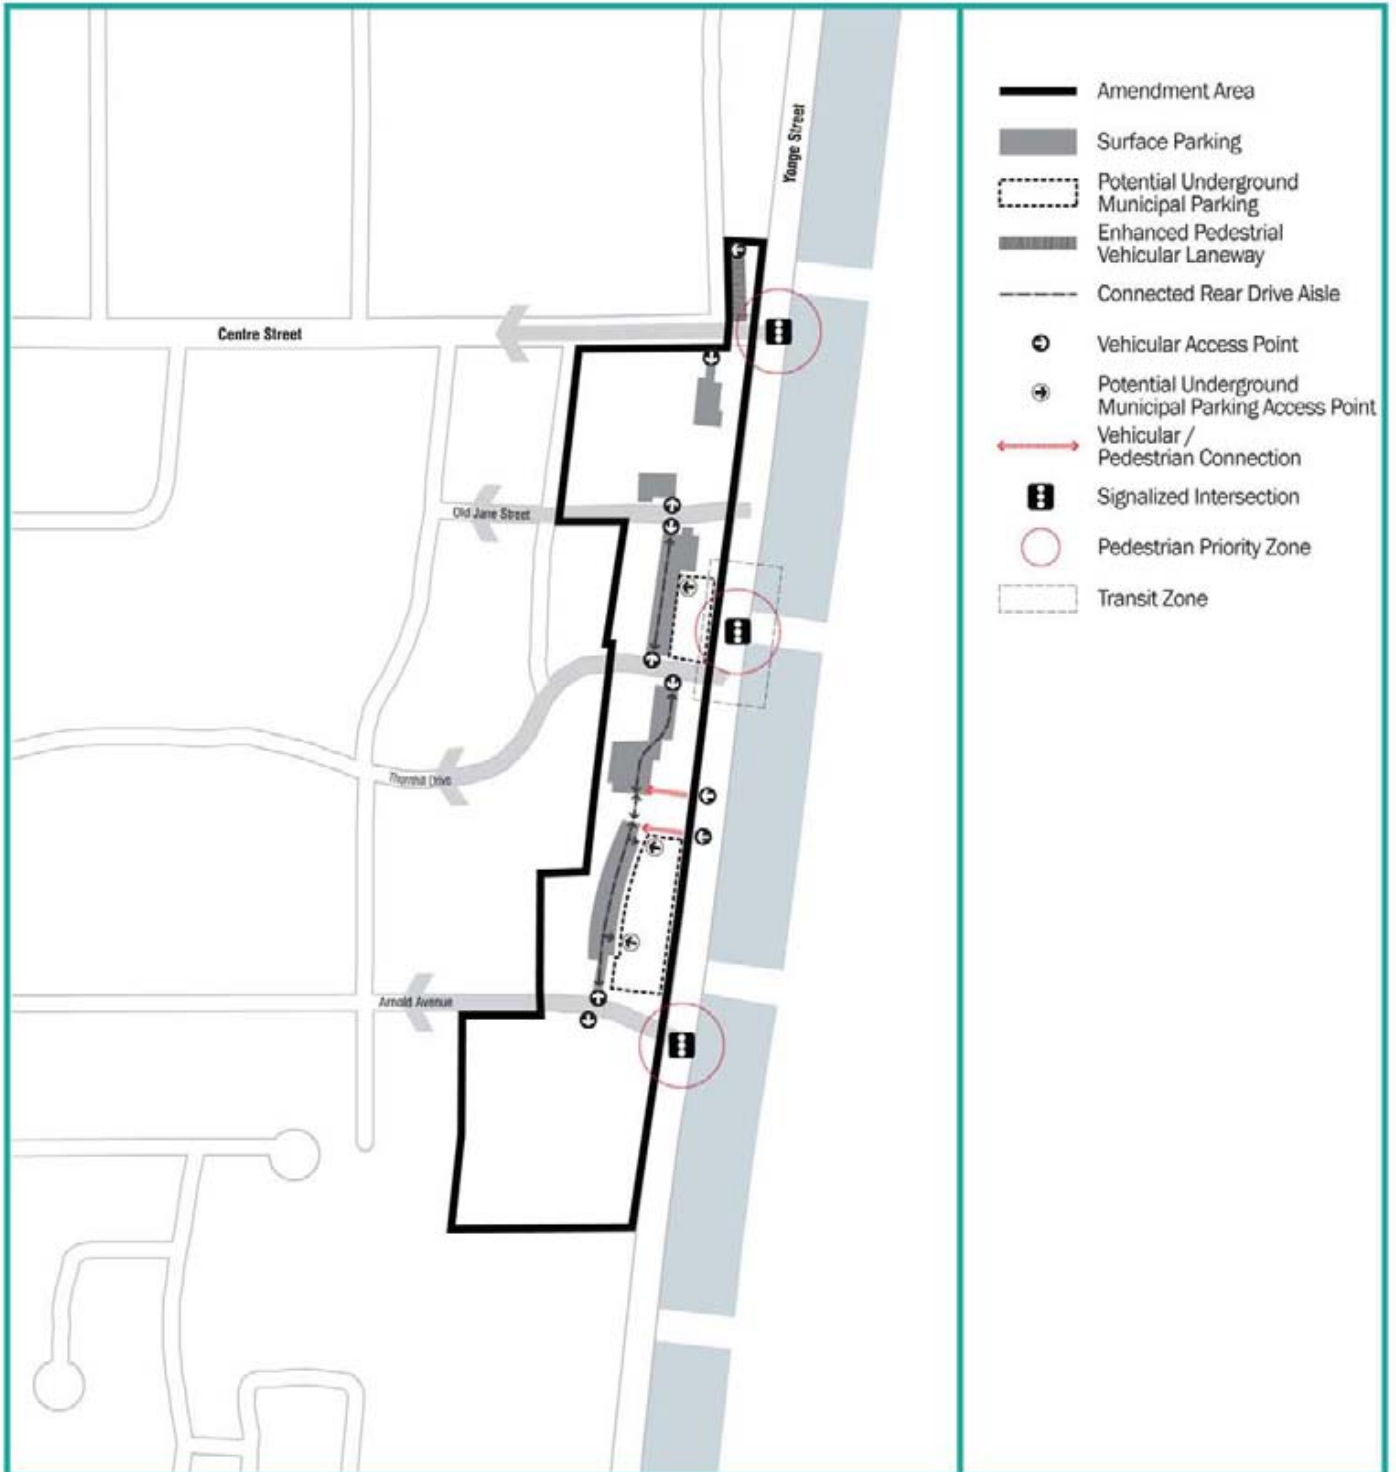 Yonge Street
Centre Street
Old Jane Street
Thornhill Drive
Arnold Avenue
Amendment Area
Surface Parking
Potential Underground
Municipal Parking
Enhanced Pedestrial
Vehicular Laneway
Connected Rear Drive Aisle
Vehicular Access Point
Potential Underground
Municipal Parking Access Point
Vehicular /
Pedestrian Connection
Signalized Intersection
Pedestrian Priority Zone
Transit Zone